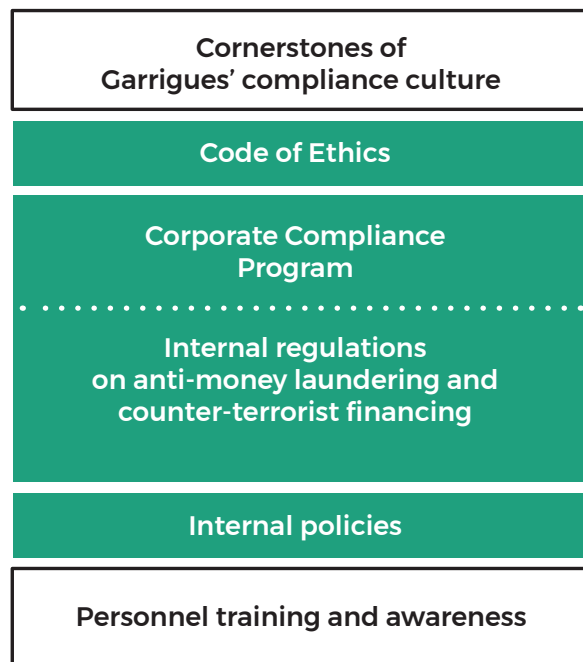 Cornerstones of
Garrigues’ compliance culture
Code of Ethics
Corporate Compliance
Program
Internal regulations
on anti-money laundering and
counter-terrorist financing
Internal policies
Personnel training and awareness